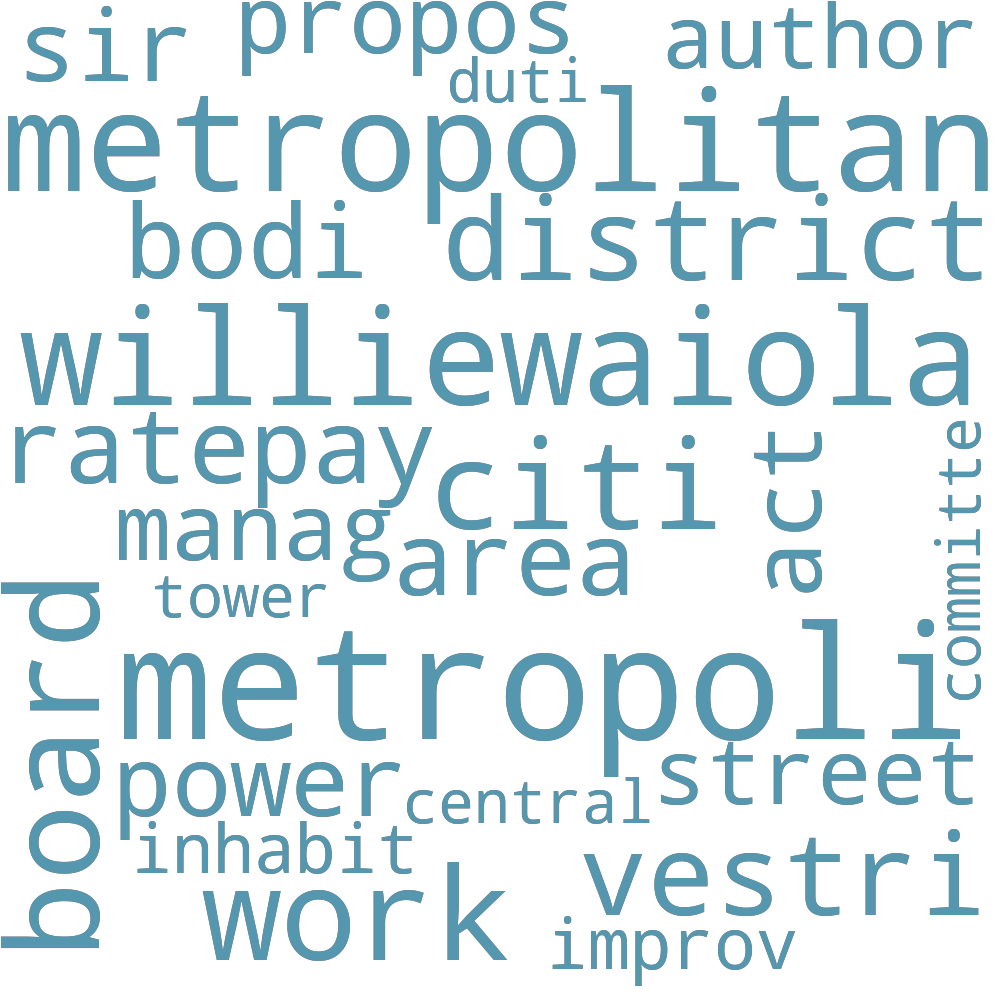 sir propos author
duti
metropolitan
bodi district
williewaiola
ratepay citi act committe
manag area
tower
board
metropoli
power central street
inhabit
work vestri
improv